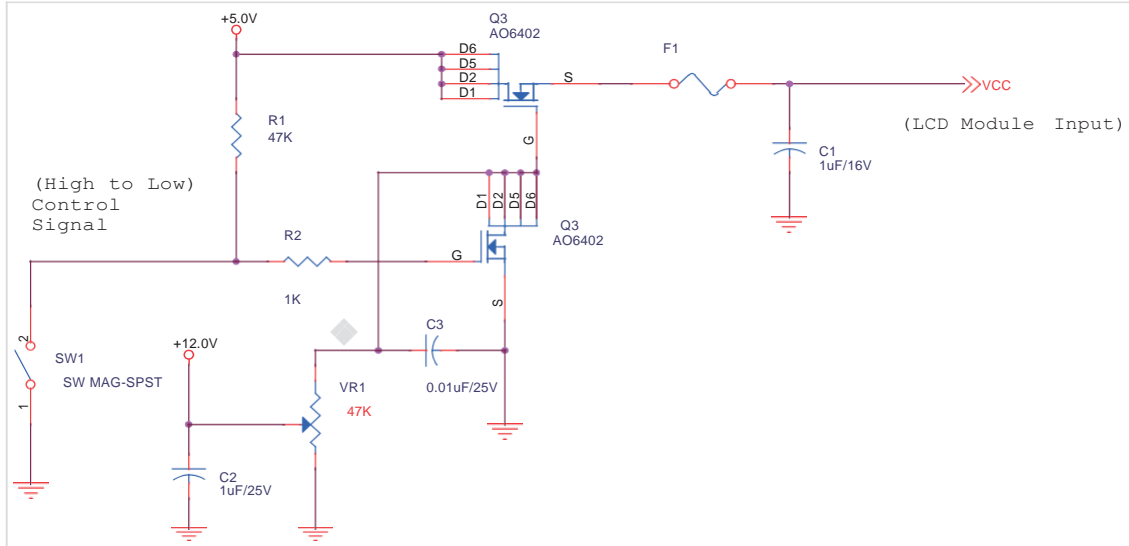 +5.0V
Q3
AO6402
D6
D5
D2
D1
S
G
F1
VCC
(LCD Module Input)
R1
47K
C1
1uF/16V
(High to Low)
Control
Signal
D1
D2
D5
D6
Q3
AO6402
R2
1K
G
S
2
SW1
SW MAG-SPST
1
+12.0V
C3
0.01uF/25V
VR1
47K
C2
1uF/25V